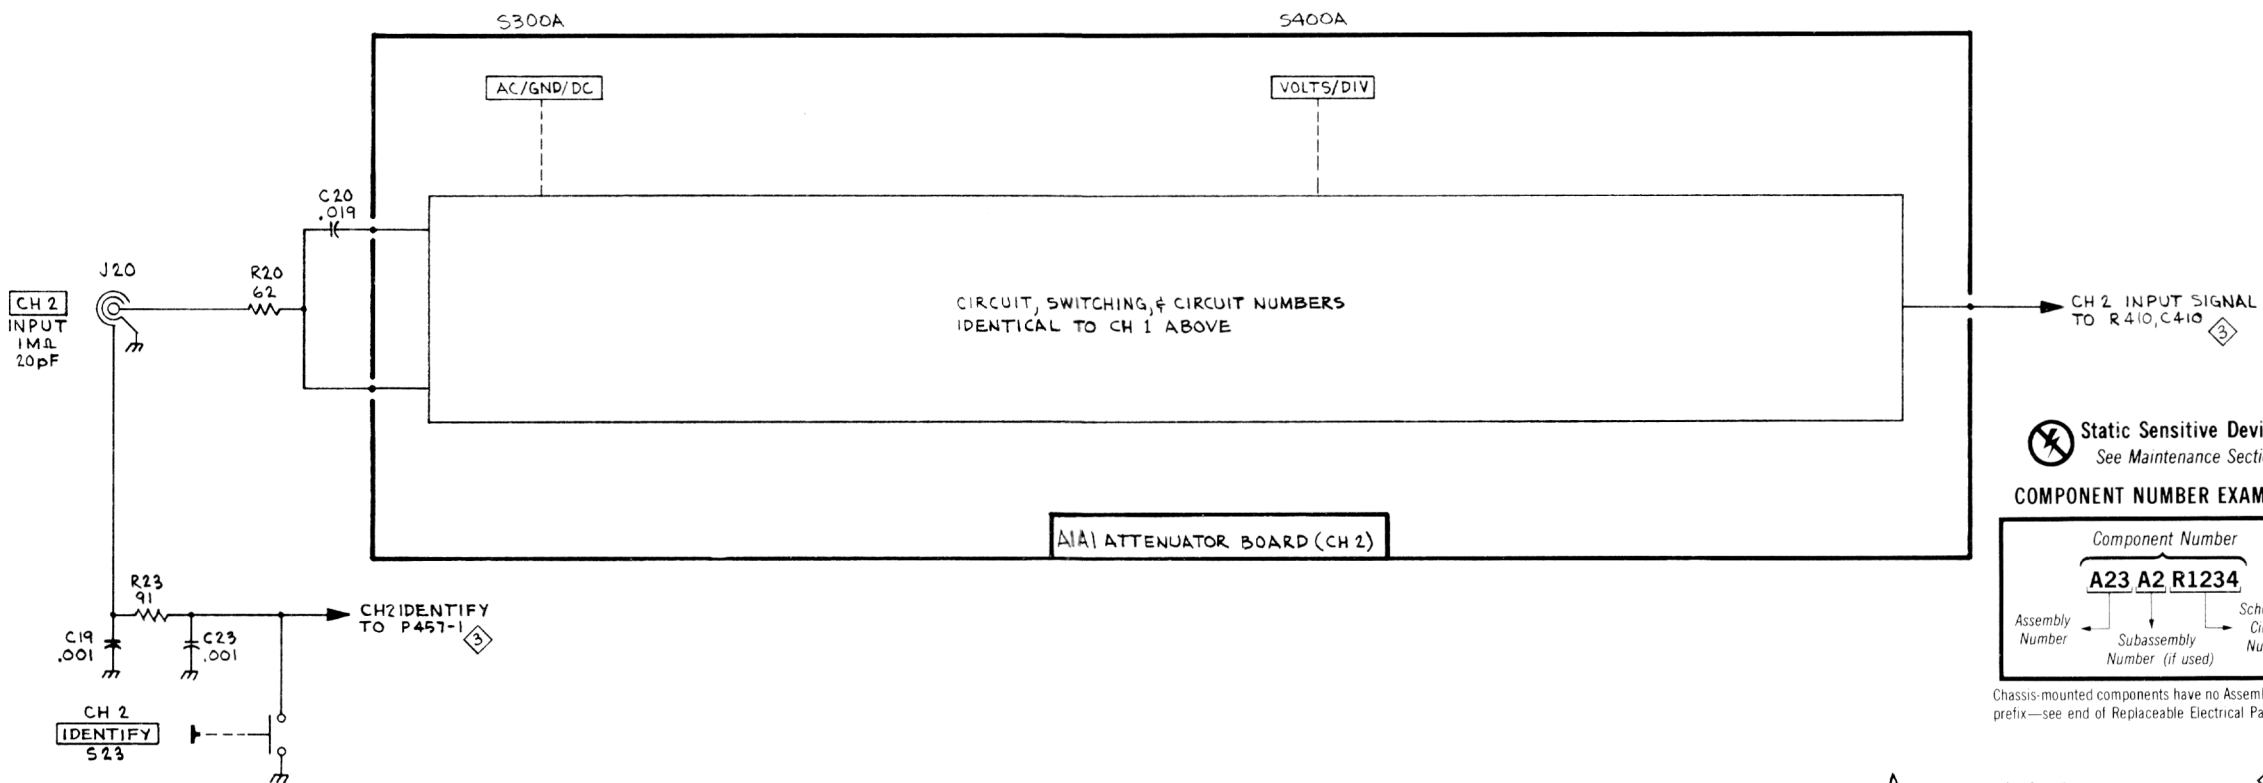 S300A
S400A
AC/GND/DC
VOLTS/DIV
C20
.019
J20
R20
62
CH 2
INPUT
1MΩ
20pF
CIRCUIT, SWITCHING, & CIRCUIT NUMBERS
IDENTICAL TO CH 1 ABOVE
CH 2 INPUT SIGNAL
TO R410, C410
3
A1A1 ATTENUATOR BOARD (CH 2)
R23
91
C19
.001
C23
.001
CH2 IDENTIFY
TO P457-1
3
CH 2
IDENTIFY
S23
Static Sensitive Devi
See Maintenance Secti
COMPONENT NUMBER EXAM
Component Number
A23 A2 R1234
Assembly
Number
Subassembly
Number (if used)
Sch
Ci
Nu
Chassis-mounted components have no Assemb
prefix—see end of Replaceable Electrical Pa